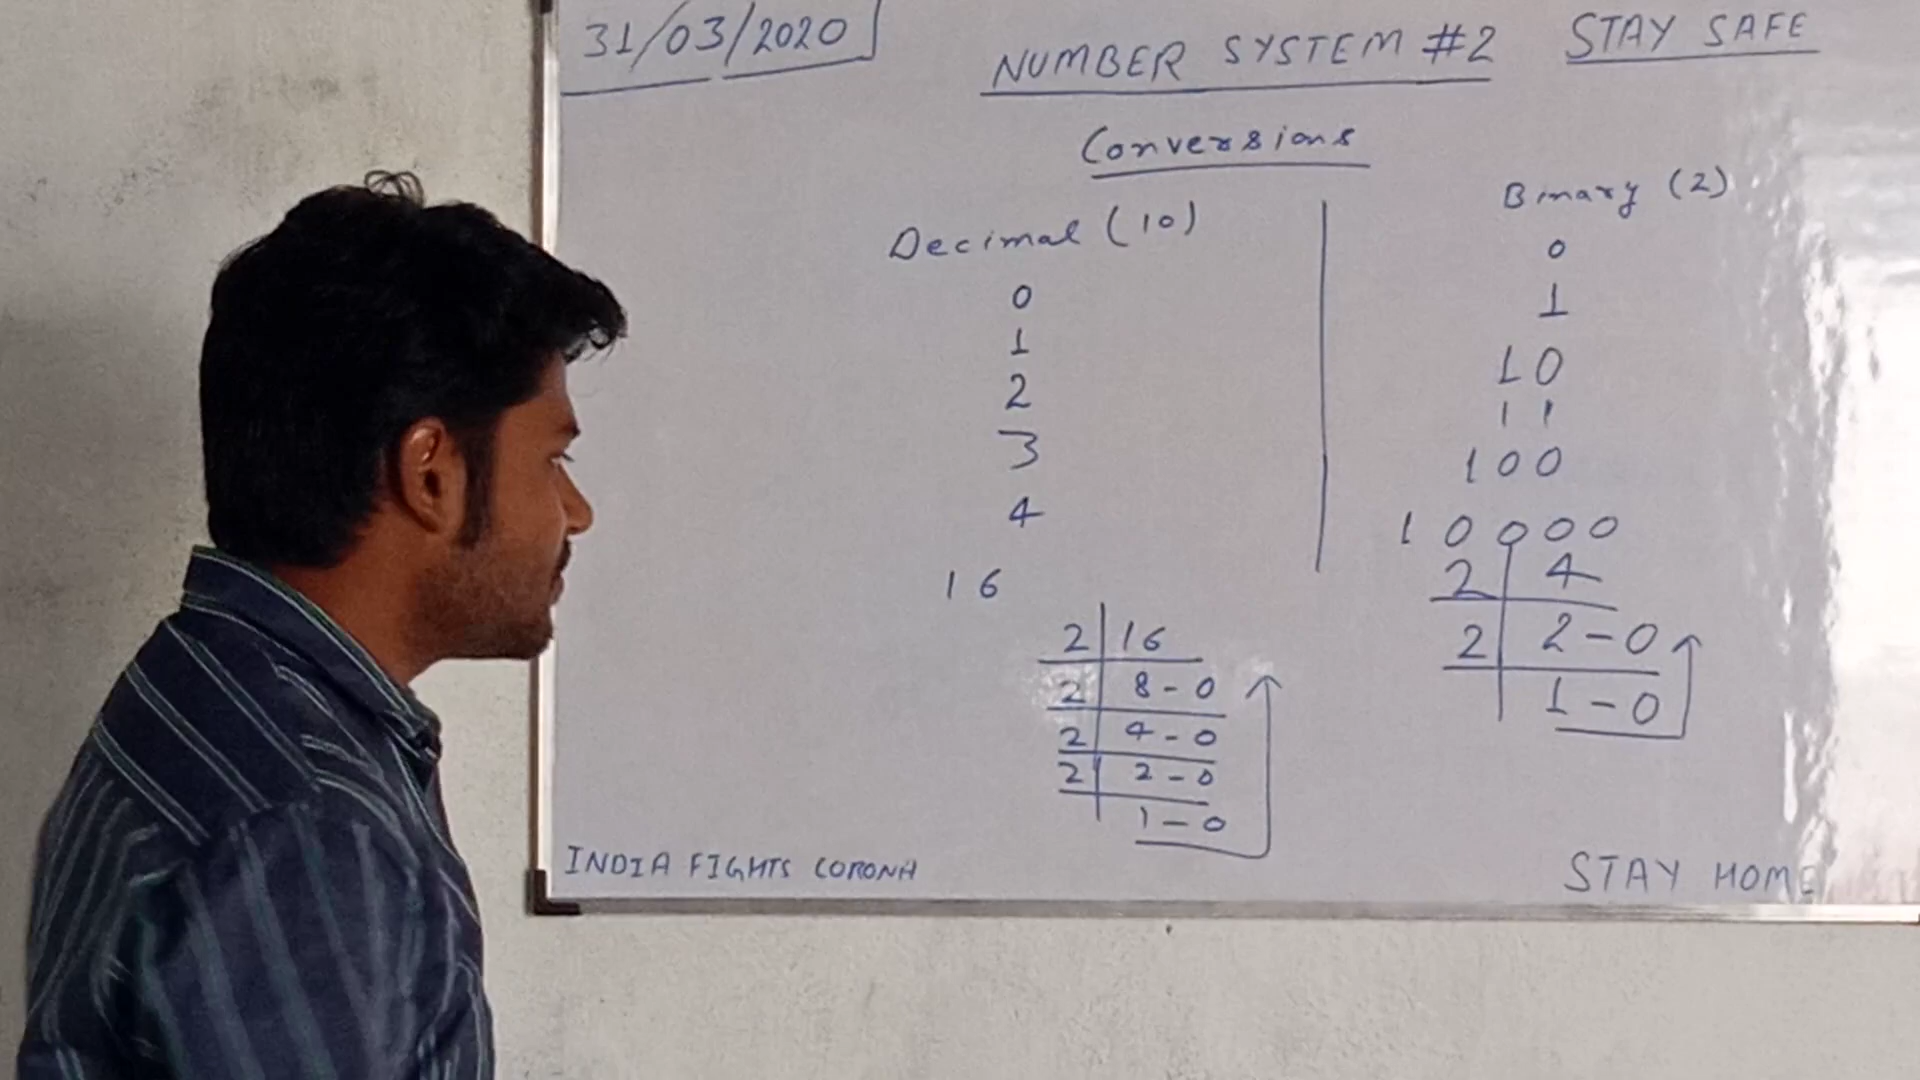 31/03/2020
NUMBER SYSTEM #2
STAY SAFE
Conversions
Decimal (10)
0
1
2
3
4
16
2 16
2 8 - 0
2 4 - 0
2 2 - 0
1 - 0
Binary (2)
0
1
10
11
100
10000
2 4
2 2 - 0
1 - 0
INDIA FIGHTS CORONA
STAY HOME